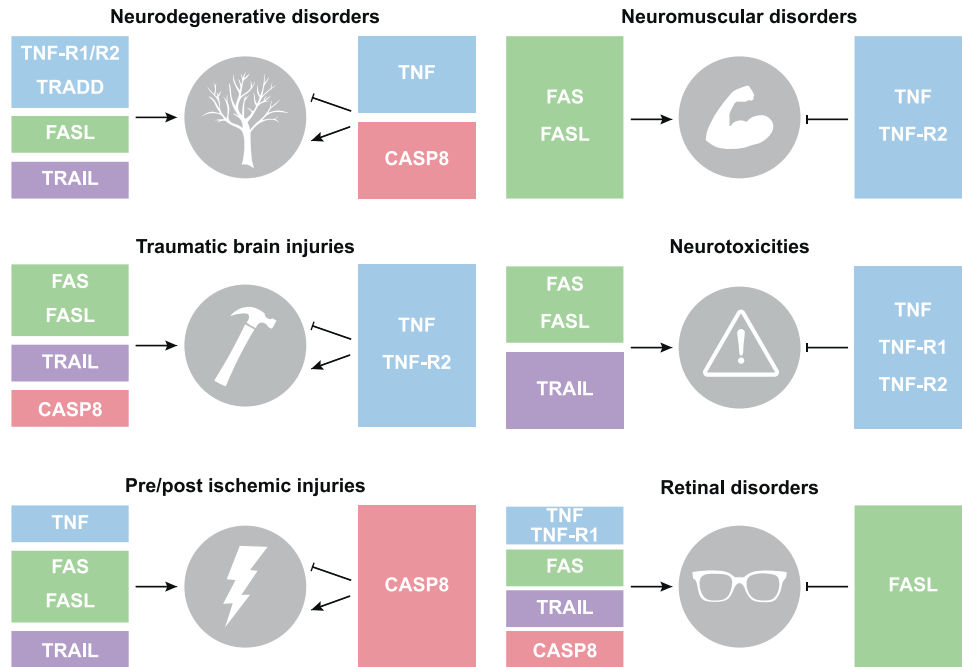 Neurodegenerative disorders
TNF-R1/R2
TRADD
FASL
TRAIL
TNF
CASP8
Neuromuscular disorders
FAS
FASL
TNF
TNF-R2
Traumatic brain injuries
FAS
FASL
TRAIL
CASP8
TNF
TNF-R2
Neurotoxicities
FAS
FASL
TRAIL
TNF
TNF-R1
TNF-R2
Pre/post ischemic injuries
TNF
FAS
FASL
TRAIL
CASP8
Retinal disorders
TNF
TNF-R1
FAS
TRAIL
CASP8
FASL